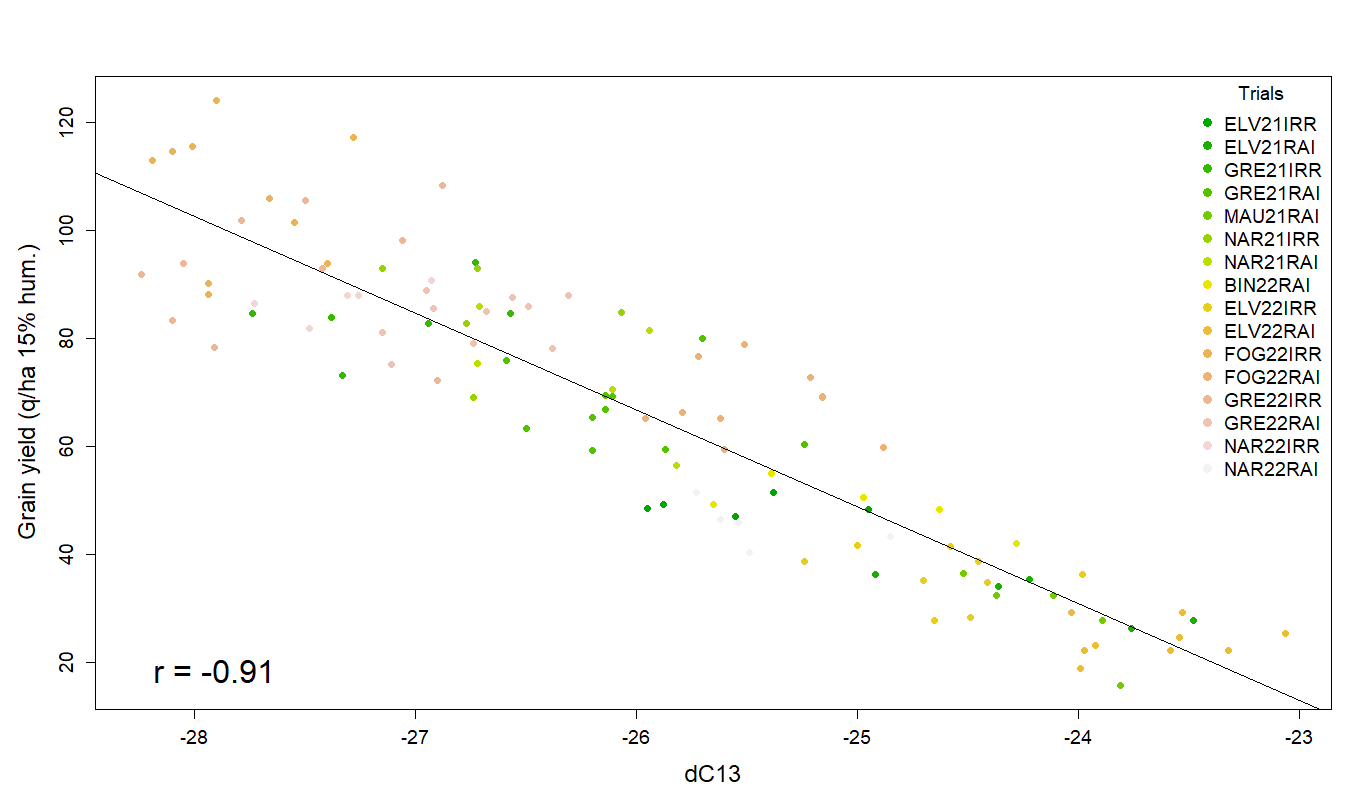 Trials
ELV21IRR
ELV21RAI
GRE21IRR
GRE21RAI
MAU21RAI
NAR21IRR
NAR21RAI
BIN22RAI
ELV22IRR
ELV22RAI
FOG22IRR
FOG22RAI
GRE22IRR
GRE22RAI
NAR22IRR
NAR22RAI
Grain yield (q/ha 15% hum.)
120
100
80
60
40
20
r = -0.91
-28 -27 -26 -25 -24 -23
dC13